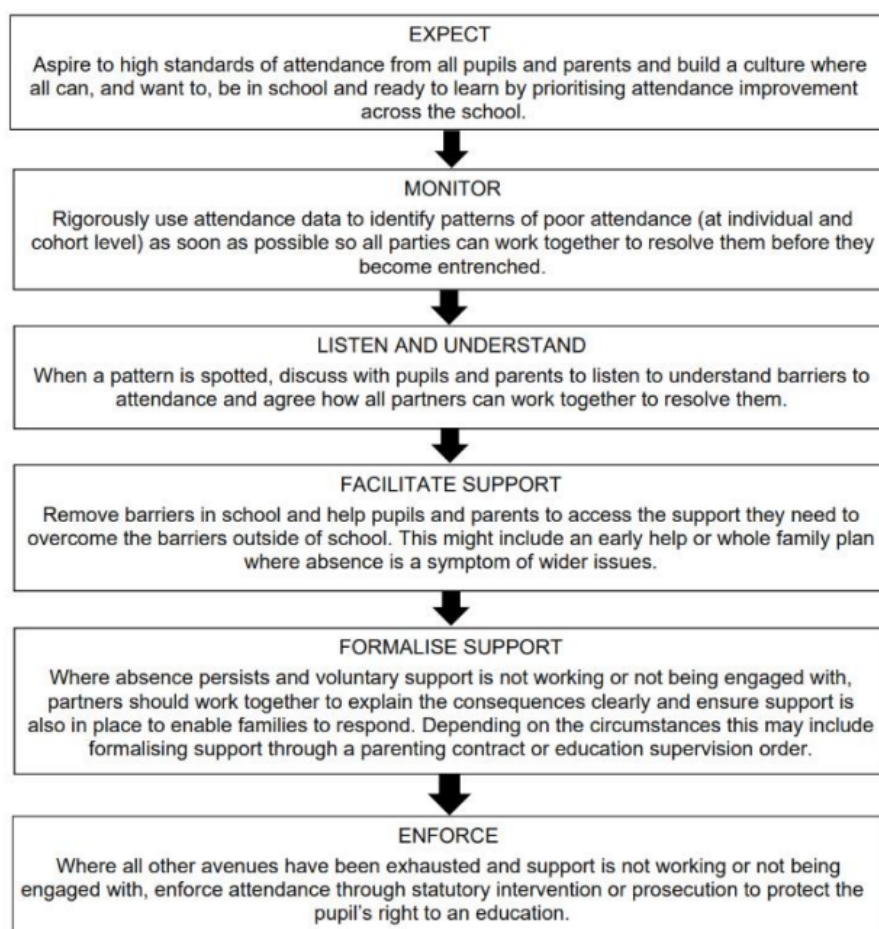 EXPECT
Aspire to high standards of attendance from all pupils and parents and build a culture where
all can, and want to, be in school and ready to learn by prioritising attendance improvement
across the school.
MONITOR
Rigorously use attendance data to identify patterns of poor attendance (at individual and
cohort level) as soon as possible so all parties can work together to resolve them before they
become entrenched.
LISTEN AND UNDERSTAND
When a pattern is spotted, discuss with pupils and parents to listen to understand barriers to
attendance and agree how all partners can work together to resolve them.
FACILITATE SUPPORT
Remove barriers in school and help pupils and parents to access the support they need to
overcome the barriers outside of school. This might include an early help or whole family plan
where absence is a symptom of wider issues.
FORMALISE SUPPORT
Where absence persists and voluntary support is not working or not being engaged with,
partners should work together to explain the consequences clearly and ensure support is
also in place to enable families to respond. Depending on the circumstances this may include
formalising support through a parenting contract or education supervision order.
ENFORCE
Where all other avenues have been exhausted and support is not working or not being
engaged with, enforce attendance through statutory intervention or prosecution to protect the
pupil's right to an education.